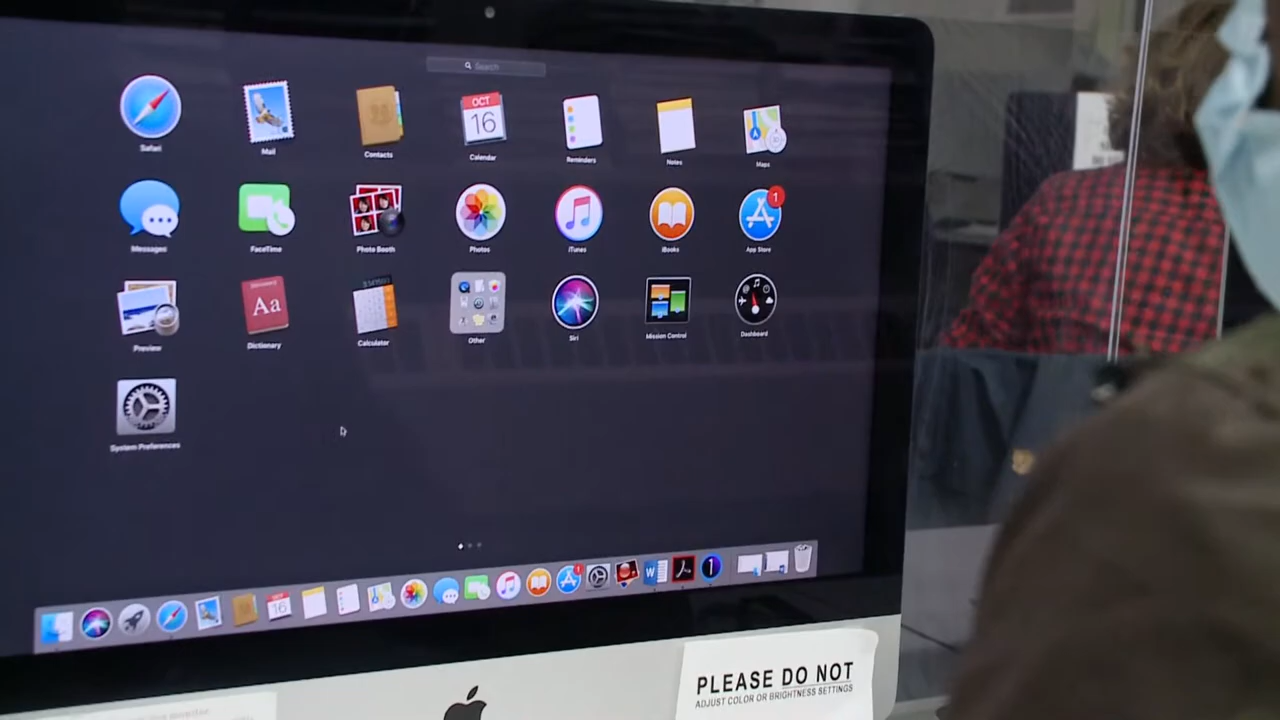 Search
Safari
Mail
Contacts
OCT
16
Calendar
Reminders
Notes
Maps
Messages
FaceTime
Photo Booth
Photos
iTunes
iBooks
1
App Store
Preview
Aa
Dictionary
Calculator
Other
Siri
Mission Control
Dashboard
System Preferences
16
1
W
1
PLEASE DO NOT
ADJUST COLOR OR BRIGHTNESS SETTINGS